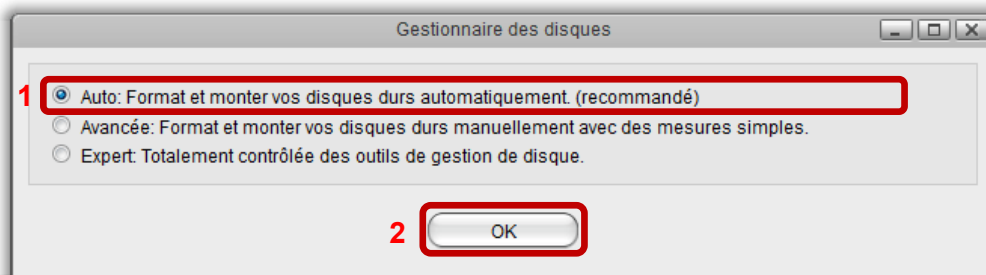 Gestionnaire des disques
1
Auto: Format et monter vos disques durs automatiquement. (recommandé)
Avancée: Format et monter vos disques durs manuellement avec des mesures simples.
Expert: Totalement contrôlée des outils de gestion de disque.
2 OK